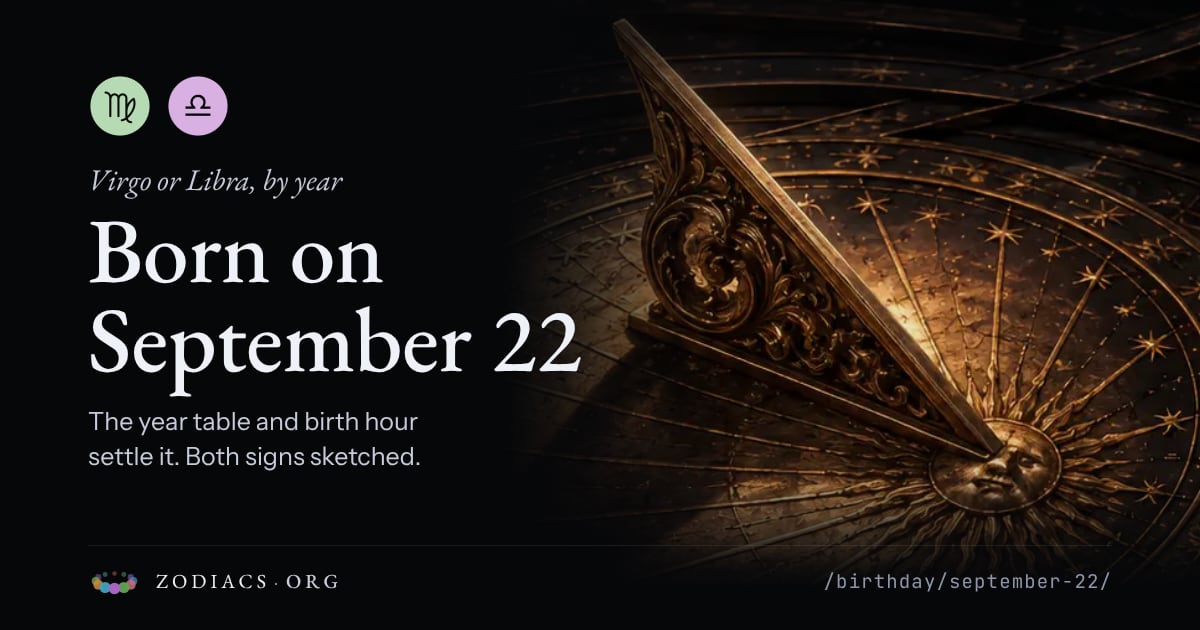 ♍ ♎
Virgo or Libra, by year
Born on
September 22
The year table and birth hour
settle it. Both signs sketched.
ZODIACS·ORG
/birthday/september-22/